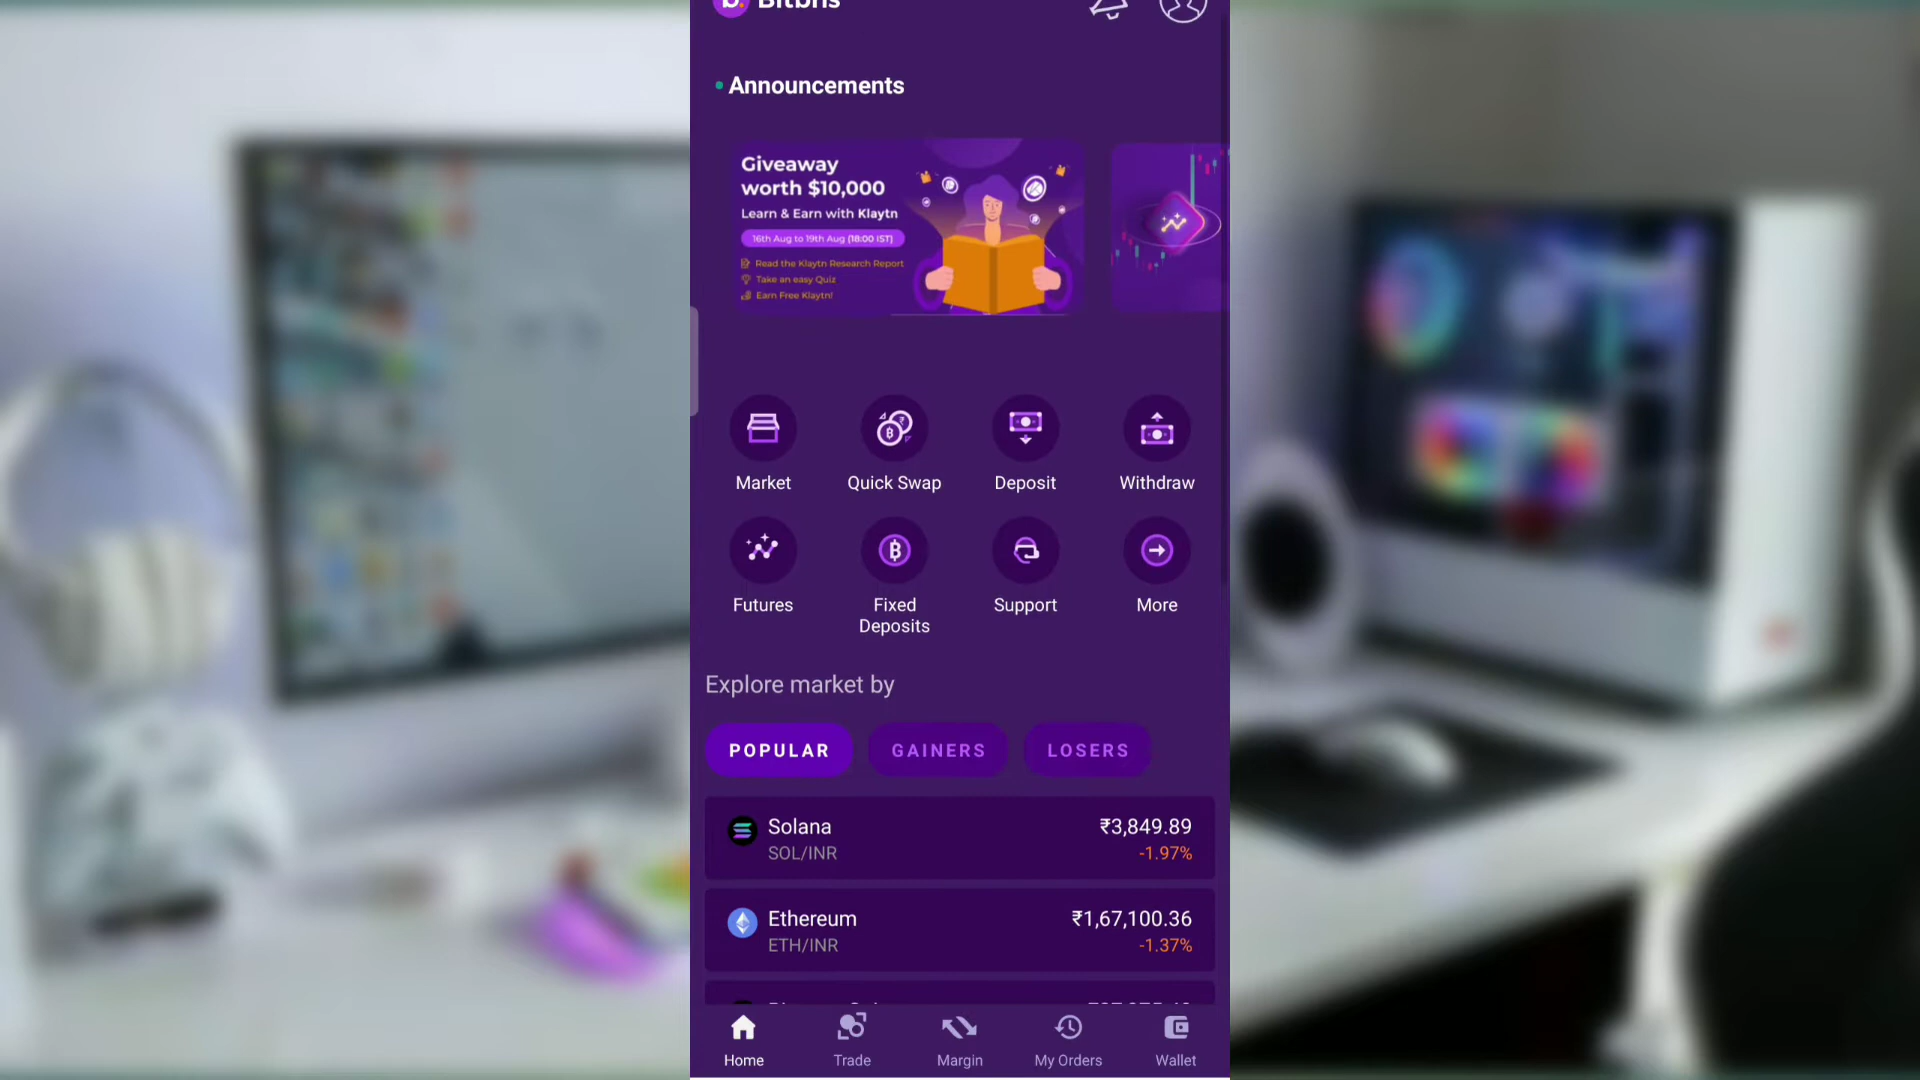 Bitbns
Announcements
Giveaway
worth $10,000
Learn & Earn with Klaytn
16th Aug to 19th Aug (18:00 IST)
Read the Klaytn Research Report
Take an easy Quiz
Earn Free Klaytn!
Market
Quick Swap
Deposit
Withdraw
Futures
Fixed
Deposits
Support
More
Explore market by
POPULAR
GAINERS
LOSERS
Solana
₹3,849.89
SOL/INR
-1.97%
Ethereum
₹1,67,100.36
ETH/INR
-1.37%
Home
Trade
Margin
My Orders
Wallet